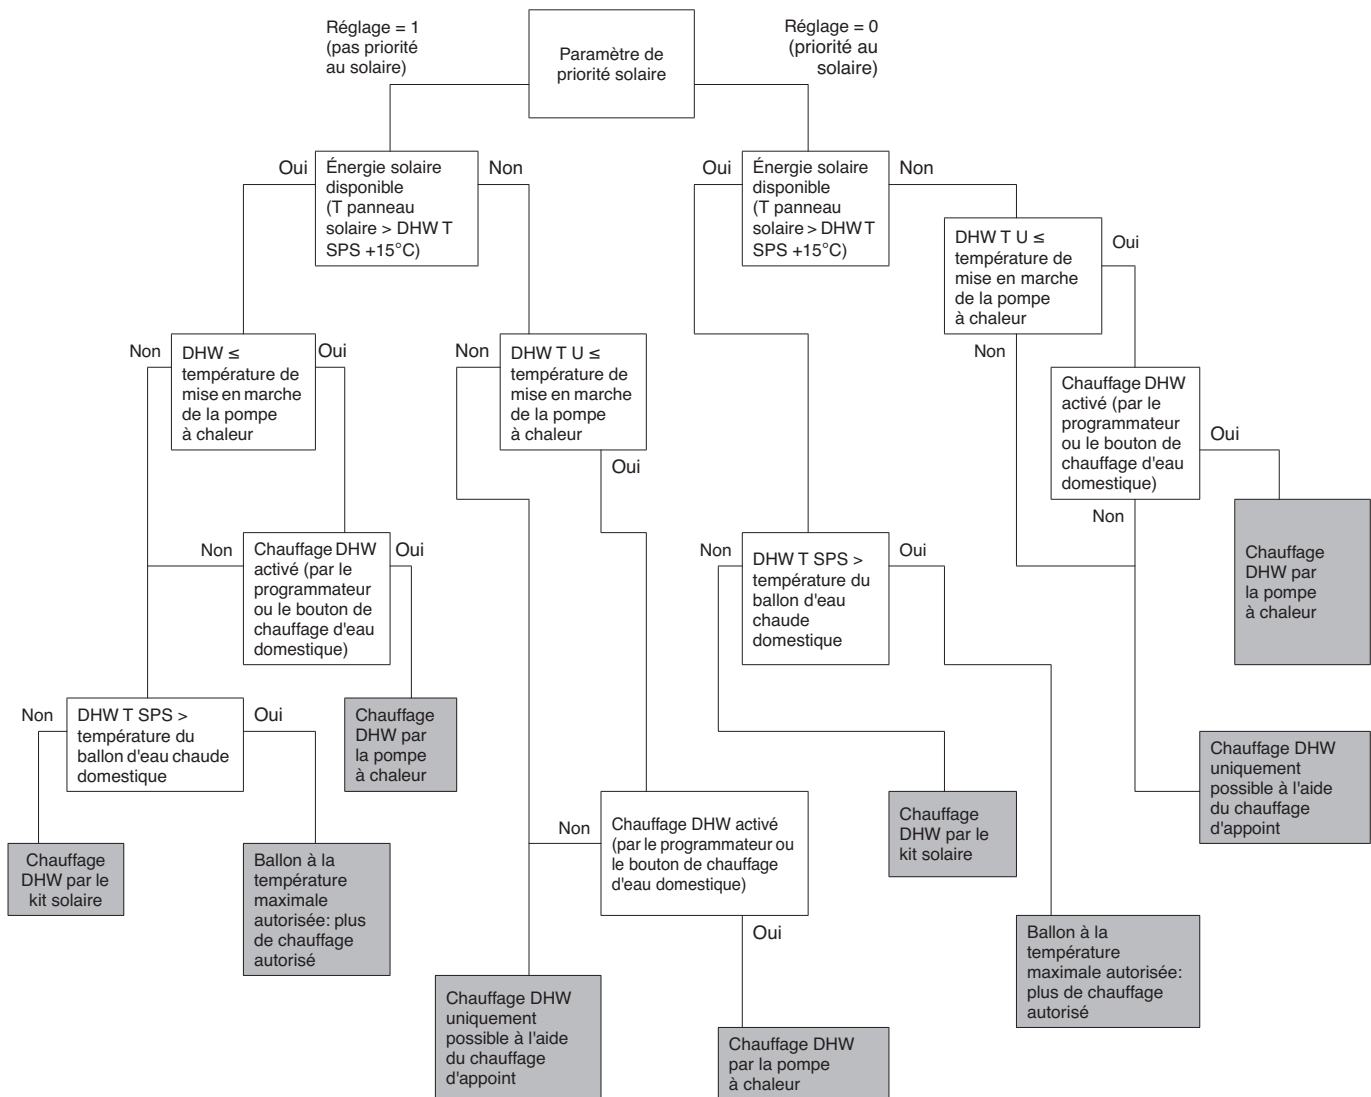 Réglage = 1
(pas priorité
au solaire)
Paramètre de
priorité solaire
Réglage = 0
(priorité au
solaire)
Oui
Énergie solaire
disponible
(T panneau
solaire > DHW T
SPS +15°C)
Non
Oui
Énergie solaire
disponible
(T panneau
solaire > DHW T
SPS +15°C)
Non
DHW T U ≤
température de
mise en marche
de la pompe
à chaleur
Oui
Non
Non
DHW ≤
température de
mise en marche
de la pompe
à chaleur
Oui
Non
DHW T U ≤
température de
mise en marche
de la pompe
à chaleur
Oui
Chauffage DHW
activé (par le
programmateur
ou le bouton de
chauffage d'eau
domestique)
Oui
Non
Non
Chauffage DHW
activé (par le
programmateur
ou le bouton de
chauffage d'eau
domestique)
Oui
Non
DHW T SPS >
température du
ballon d'eau
chaude
domestique
Oui
Chauffage
DHW par
la pompe
à chaleur
Non
DHW T SPS >
température du
ballon d'eau chaude
domestique
Oui
Chauffage
DHW par
la pompe
à chaleur
Chauffage DHW
uniquement
possible à l'aide
du chauffage
d'appoint
Non
Chauffage DHW activé
(par le programmateur ou
le bouton de chauffage
d'eau domestique)
Oui
Chauffage
DHW par le
kit solaire
Chauffage
DHW par le
kit solaire
Ballon à la
température
maximale
autorisée: plus
de chauffage
autorisé
Ballon à la
température
maximale autorisée:
plus de chauffage
autorisé
Chauffage DHW
uniquement
possible à l'aide
du chauffage
d'appoint
Chauffage DHW
par la pompe
à chaleur